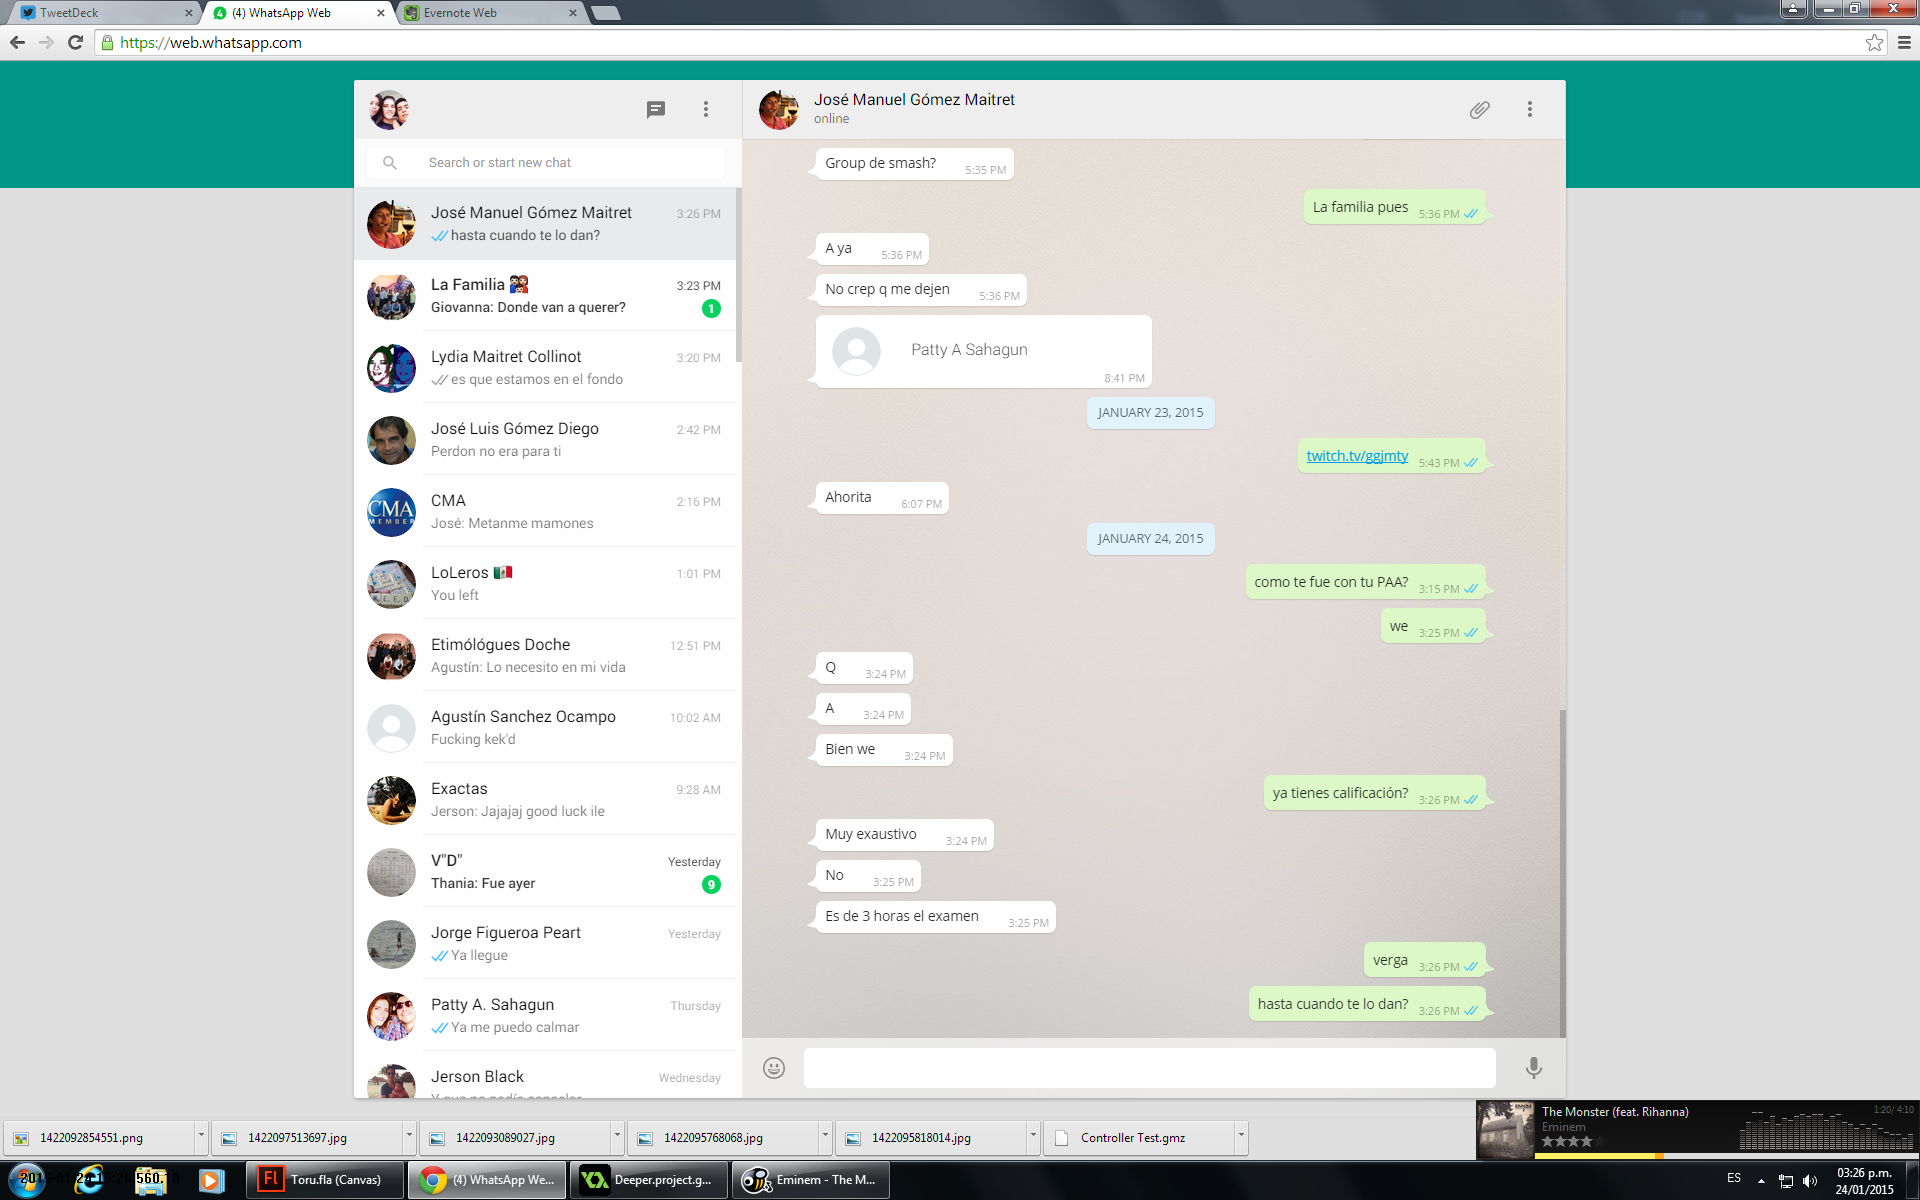 TweetDeck
(4) WhatsApp Web
Evernote Web
https://web.whatsapp.com
José Manuel Gómez Maitret
online
Search or start new chat
José Manuel Gómez Maitret 3:26 PM
hasta cuando te lo dan?
La Familia 3:23 PM
Giovanna: Donde van a querer? 1
Lydia Maitret Collinot 3:20 PM
es que estamos en el fondo
José Luis Gómez Diego 2:42 PM
Perdon no era para ti
CMA 2:16 PM
José: Metanme mamones
CMA
MEMBER
LoLeros 1:01 PM
You left
Etimólógues Doche 12:51 PM
Agustín: Lo necesito en mi vida
Agustín Sanchez Ocampo 10:02 AM
Fucking kek'd
Exactas 9:28 AM
Jerson: Jajajaj good luck ile
V"D" Yesterday
Thania: Fue ayer 9
Jorge Figueroa Peart Yesterday
Ya llegue
Patty A. Sahagun Thursday
Ya me puedo calmar
Jerson Black Wednesday
Group de smash? 5:35 PM
La familia pues 5:36 PM
A ya 5:36 PM
No crep q me dejen 5:36 PM
Patty A Sahagun
8:41 PM
JANUARY 23, 2015
twitch.tv/ggjmty 5:43 PM
Ahorita 6:07 PM
JANUARY 24, 2015
como te fue con tu PAA? 3:15 PM
we 3:25 PM
Q 3:24 PM
A 3:24 PM
Bien we 3:24 PM
ya tienes calificación? 3:26 PM
Muy exaustivo 3:24 PM
No 3:25 PM
Es de 3 horas el examen 3:25 PM
verga 3:26 PM
hasta cuando te lo dan? 3:26 PM
1422092854551.png
1422097513697.jpg
1422093089027.jpg
1422095768068.jpg
1422095818014.jpg
Controller Test.gmz
The Monster (feat. Rihanna) 1:20/ 4:10
Eminem
Toru.fla (Canvas)
(4) WhatsApp We...
Deeper.project.g...
Eminem - The M...
ES
03:26 p.m.
24/01/2015